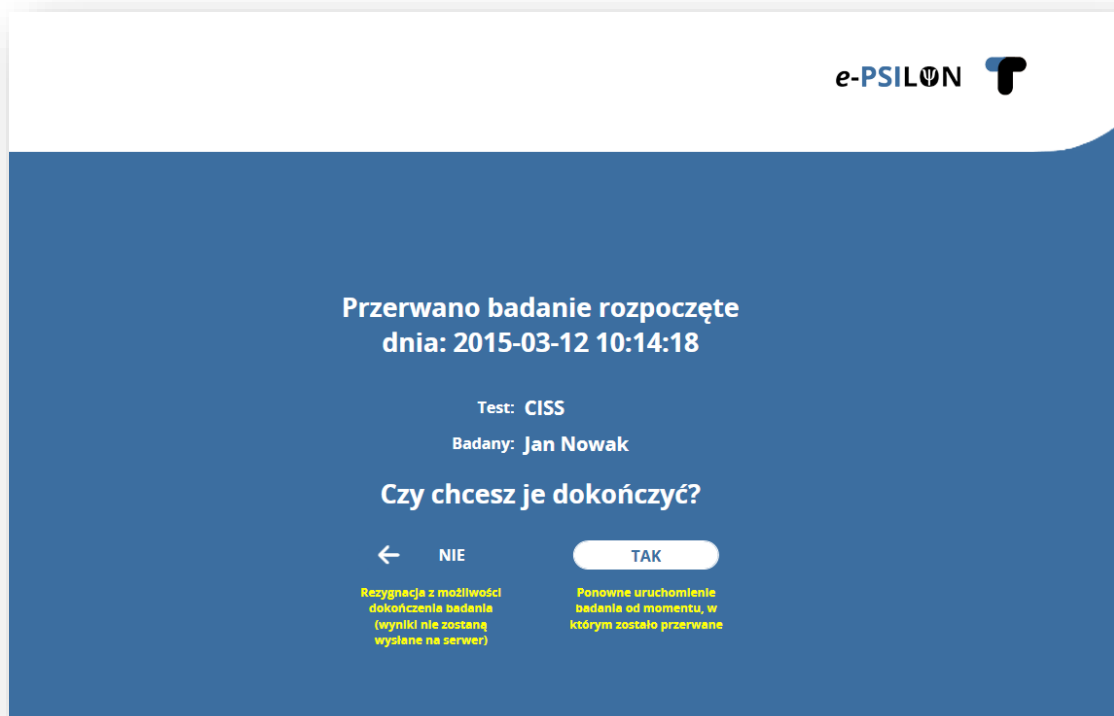 e-PSILΨN
Przerwano badanie rozpoczęte
dnia: 2015-03-12 10:14:18
Test: CISS
Badany: Jan Nowak
Czy chcesz je dokończyć?
NIE TAK
Rezygnacja z możliwości
dokończenia badania
(wyniki nie zostaną
wysłane na serwer)
Ponowne uruchomienie
badania od momentu, w
którym zostało przerwane